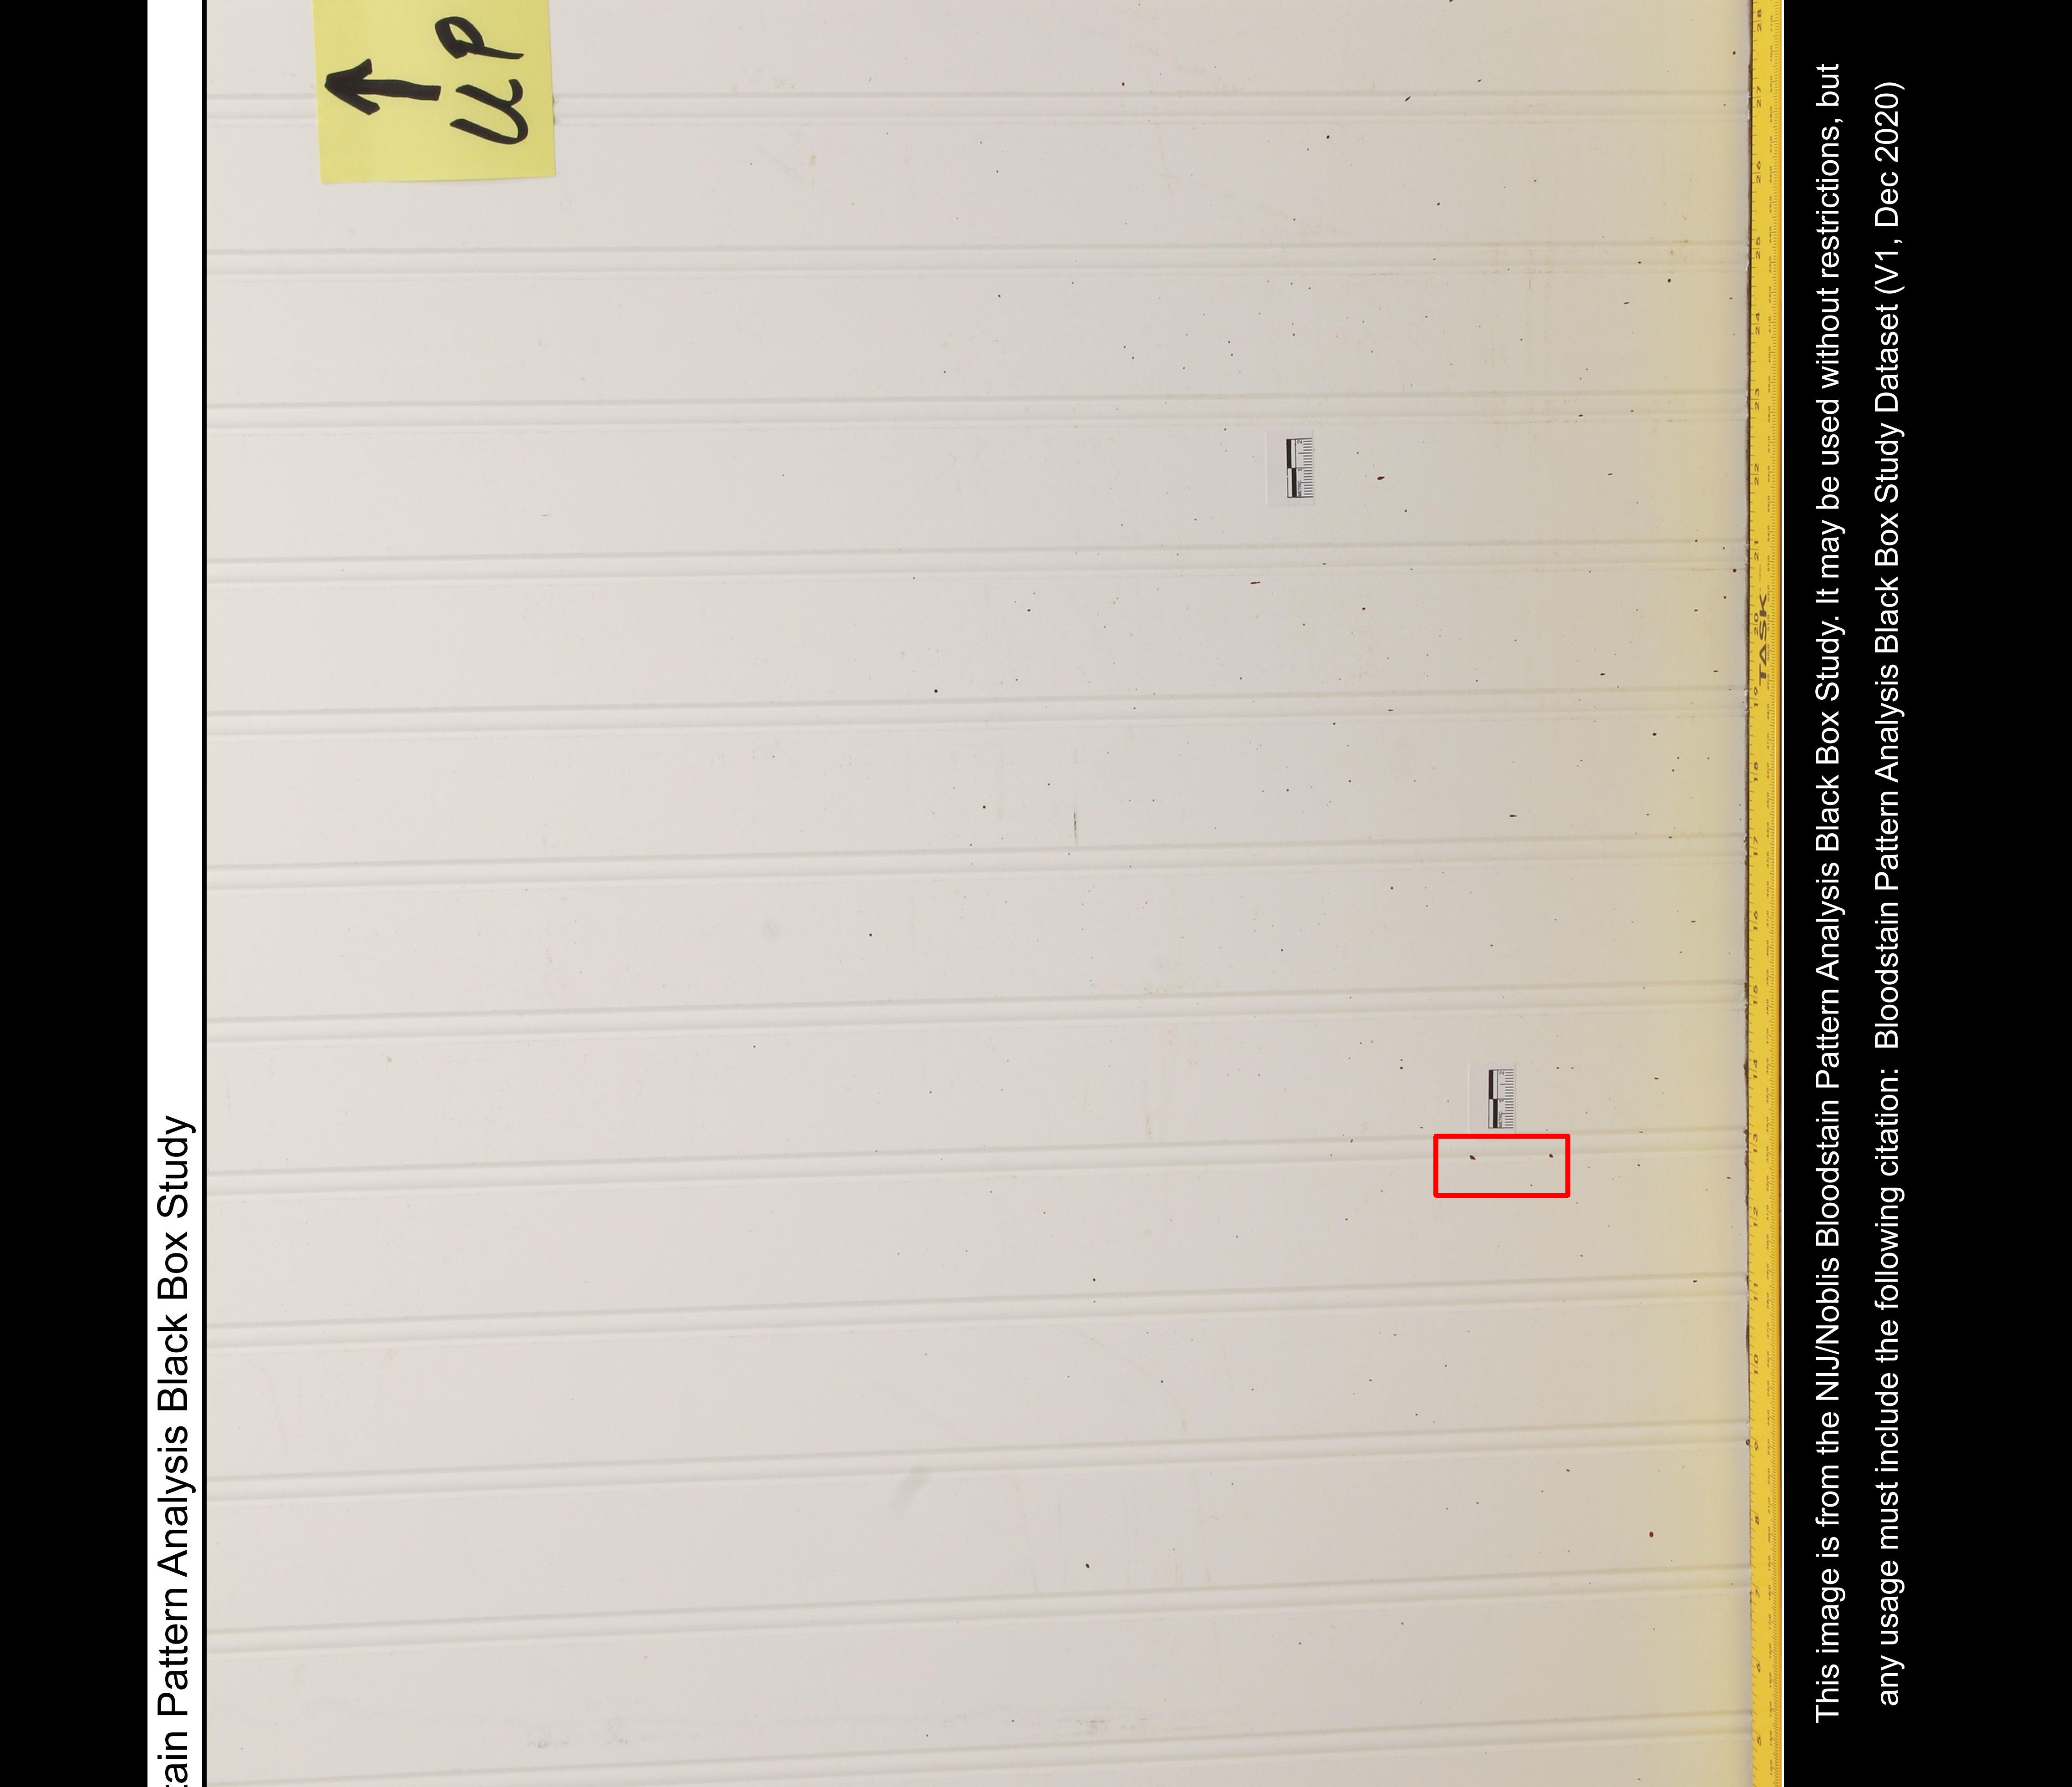 tain Pattern Analysis Black Box Study
UP
TASK
This image is from the NIJ/Noblis Bloodstain Pattern Analysis Black Box Study. It may be used without restrictions, but
any usage must include the following citation:  Bloodstain Pattern Analysis Black Box Study Dataset (V1, Dec 2020)